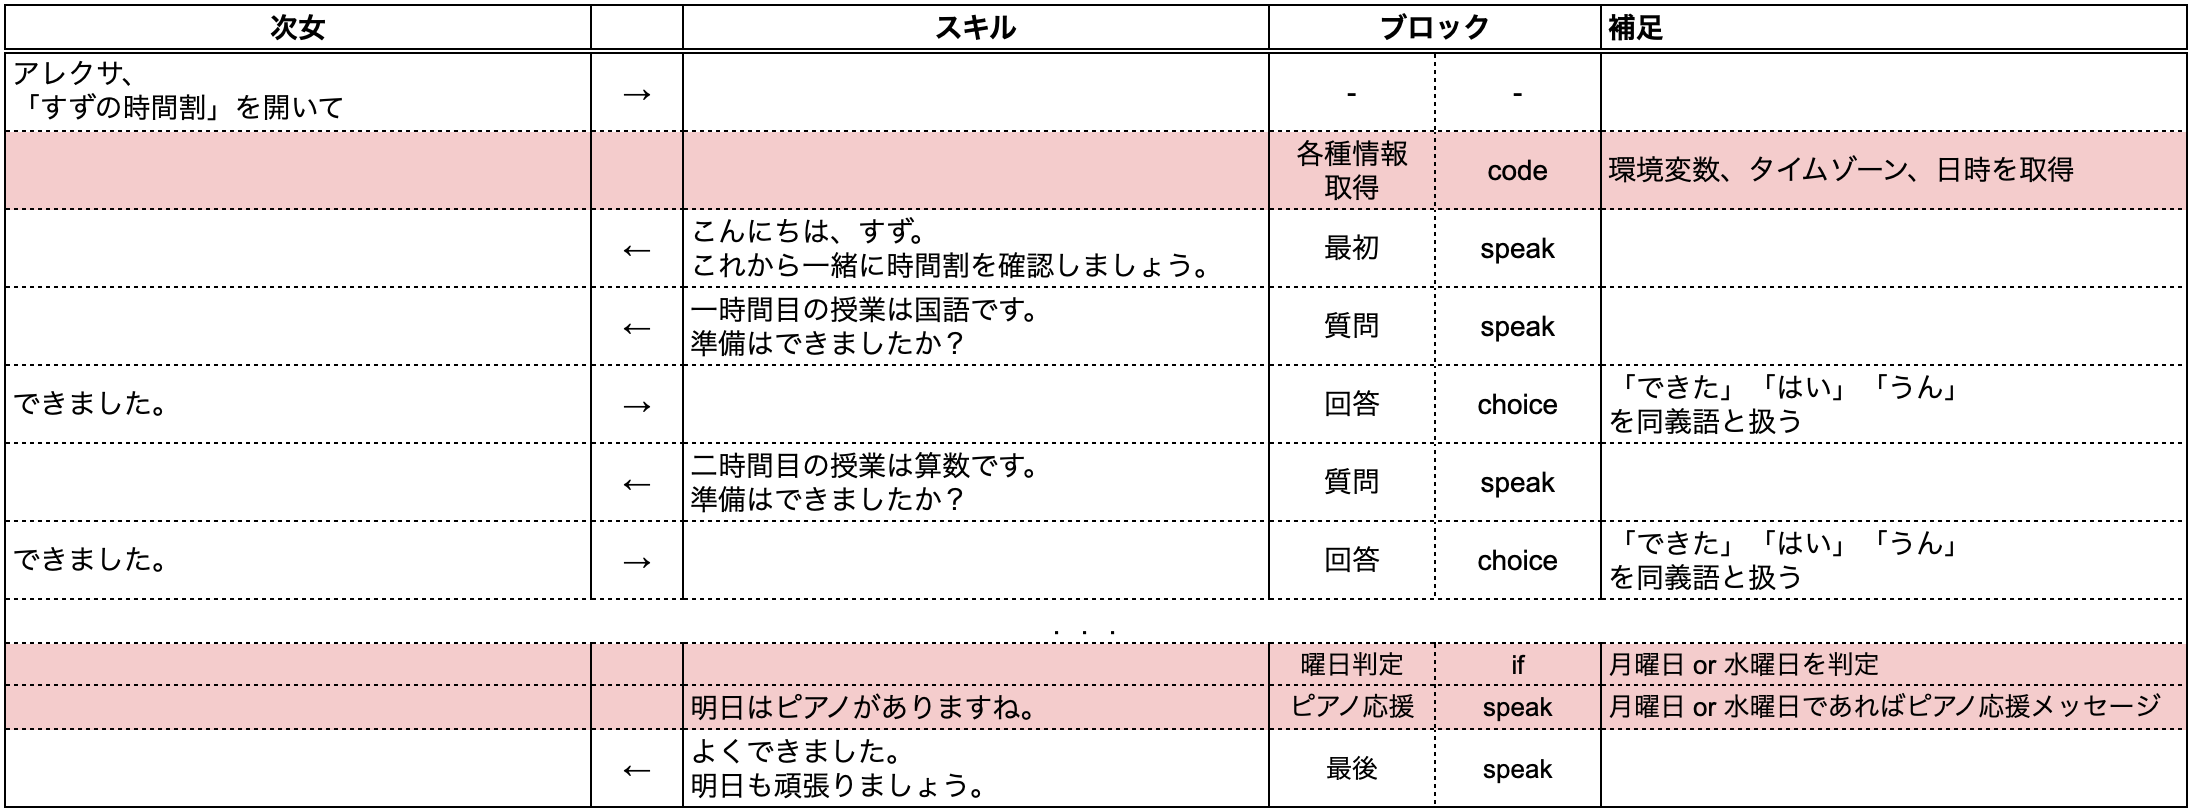 次女 スキル ブロック 補足
アレクサ、
「すずの時間割」を開いて
→ - -
各種情報
取得
code 環境変数、タイムゾーン、日時を取得
← こんにちは、すず。
これから一緒に時間割を確認しましょう。
最初 speak
← 一時間目の授業は国語です。
準備はできましたか？
質問 speak
できました。 → 回答 choice 「できた」「はい」「うん」
を同義語と扱う
← 二時間目の授業は算数です。
準備はできましたか？
質問 speak
できました。 → 回答 choice 「できた」「はい」「うん」
を同義語と扱う
・・・
曜日判定 if 月曜日 or 水曜日を判定
明日はピアノがありますね。 ピアノ応援 speak 月曜日 or 水曜日であればピアノ応援メッセージ
← よくできました。
明日も頑張りましょう。
最後 speak